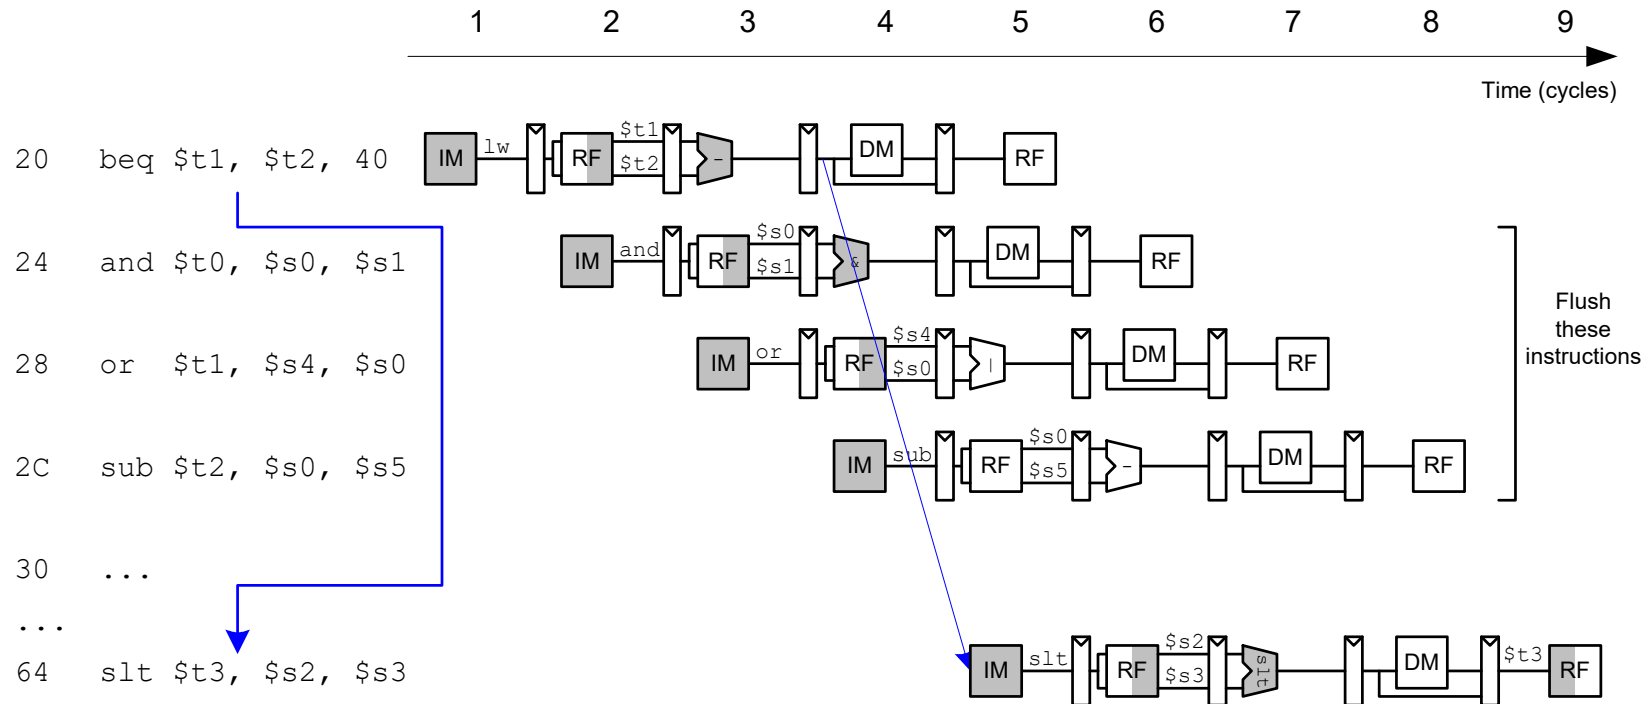 1 2 3 4 5 6 7 8 9
Time (cycles)
20 beq $t1, $t2, 40 IM lw RF $t1 $t2 - DM RF
24 and $t0, $s0, $s1 IM and RF $s0 $s1 & DM RF
28 or $t1, $s4, $s0 IM or RF $s4 $s0 | DM RF
2C sub $t2, $s0, $s5 IM sub RF $s0 $s5 - DM RF
Flush
these
instructions
30 ...
...
64 slt $t3, $s2, $s3 IM slt RF $s2 $s3 slt DM $t3 RF